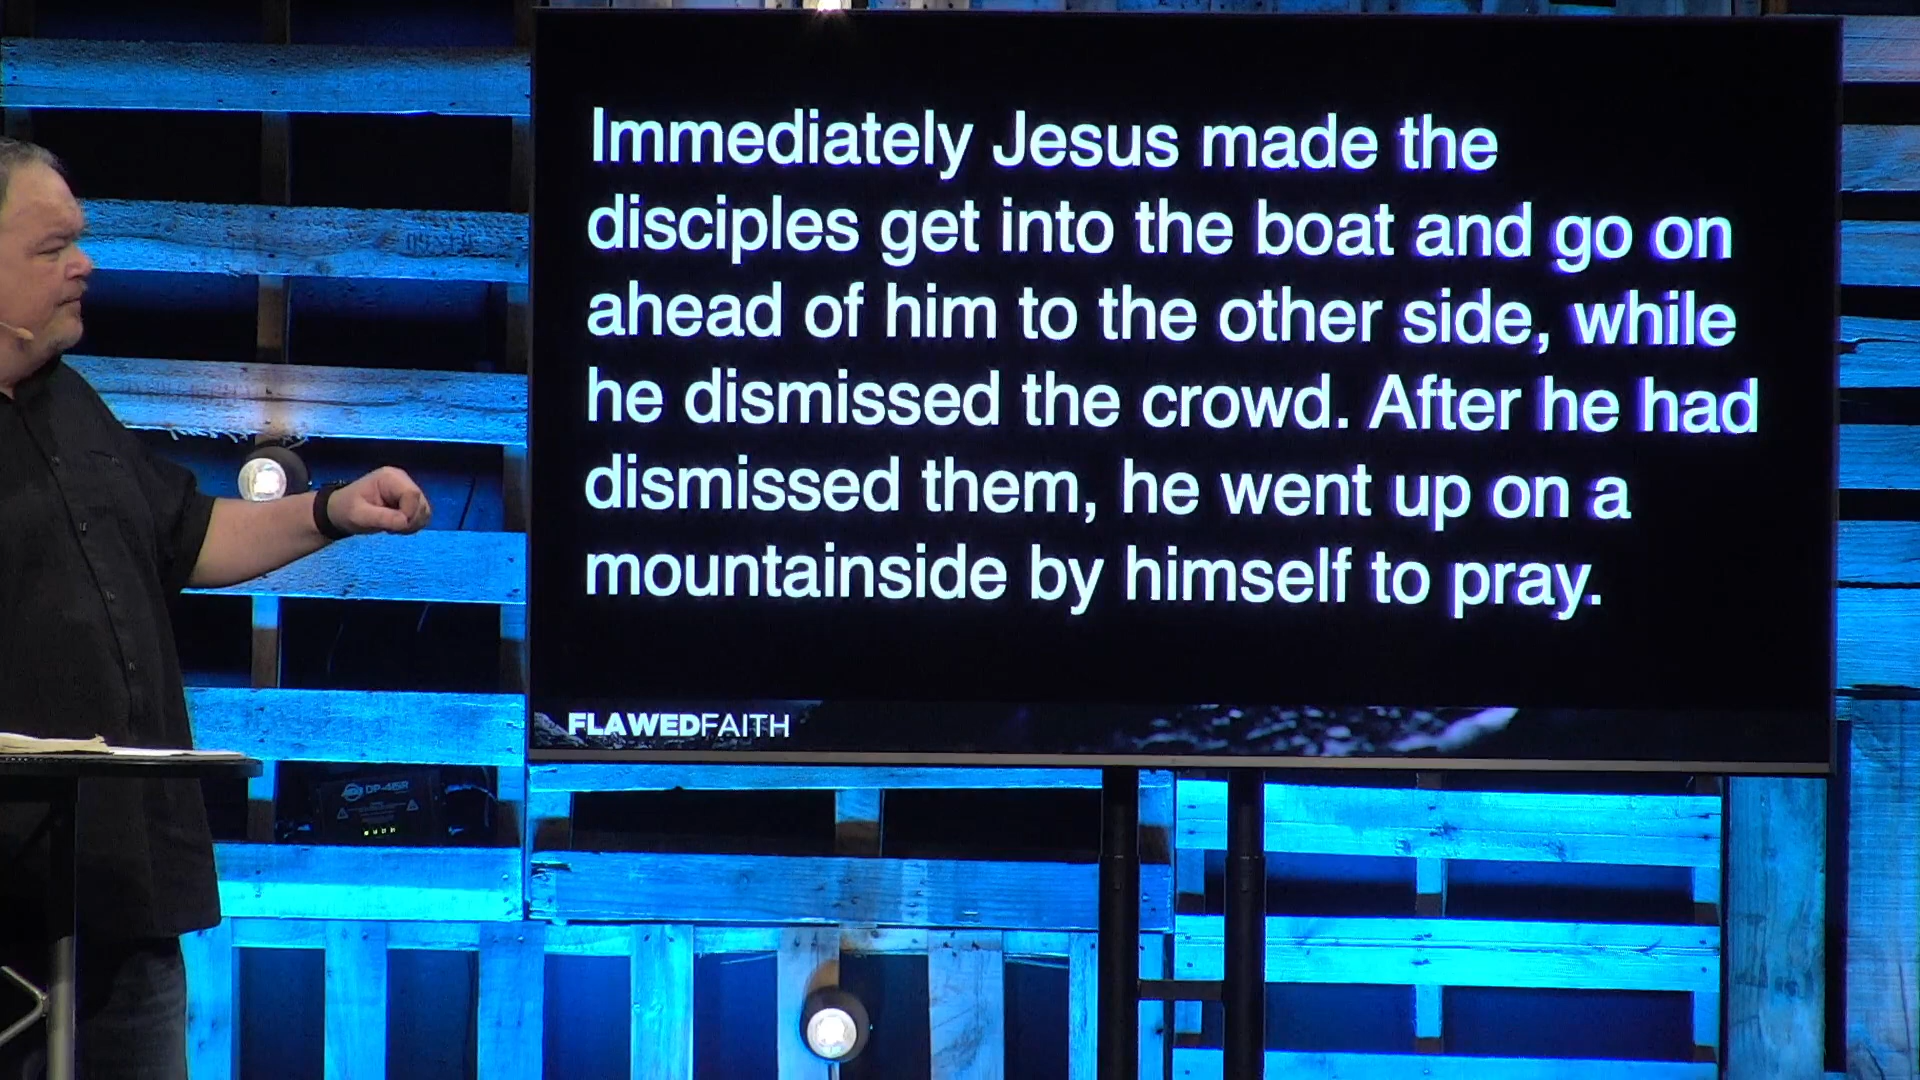 Immediately Jesus made the
disciples get into the boat and go on
ahead of him to the other side, while
he dismissed the crowd. After he had
dismissed them, he went up on a
mountainside by himself to pray.
FLAWEDFAITH
DP-415R